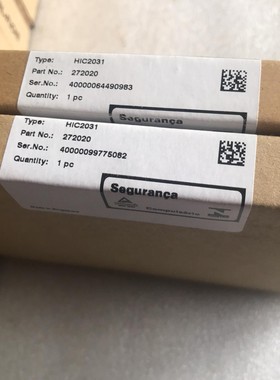 Type: HIC2031
Part No.: 272020
Ser.No.: 40000064490983
Quantity: 1 pc
Segurança
Type: HIC2031
Part No.: 272020
Ser.No.: 40000099775082
Quantity: 1 pc
Segurança